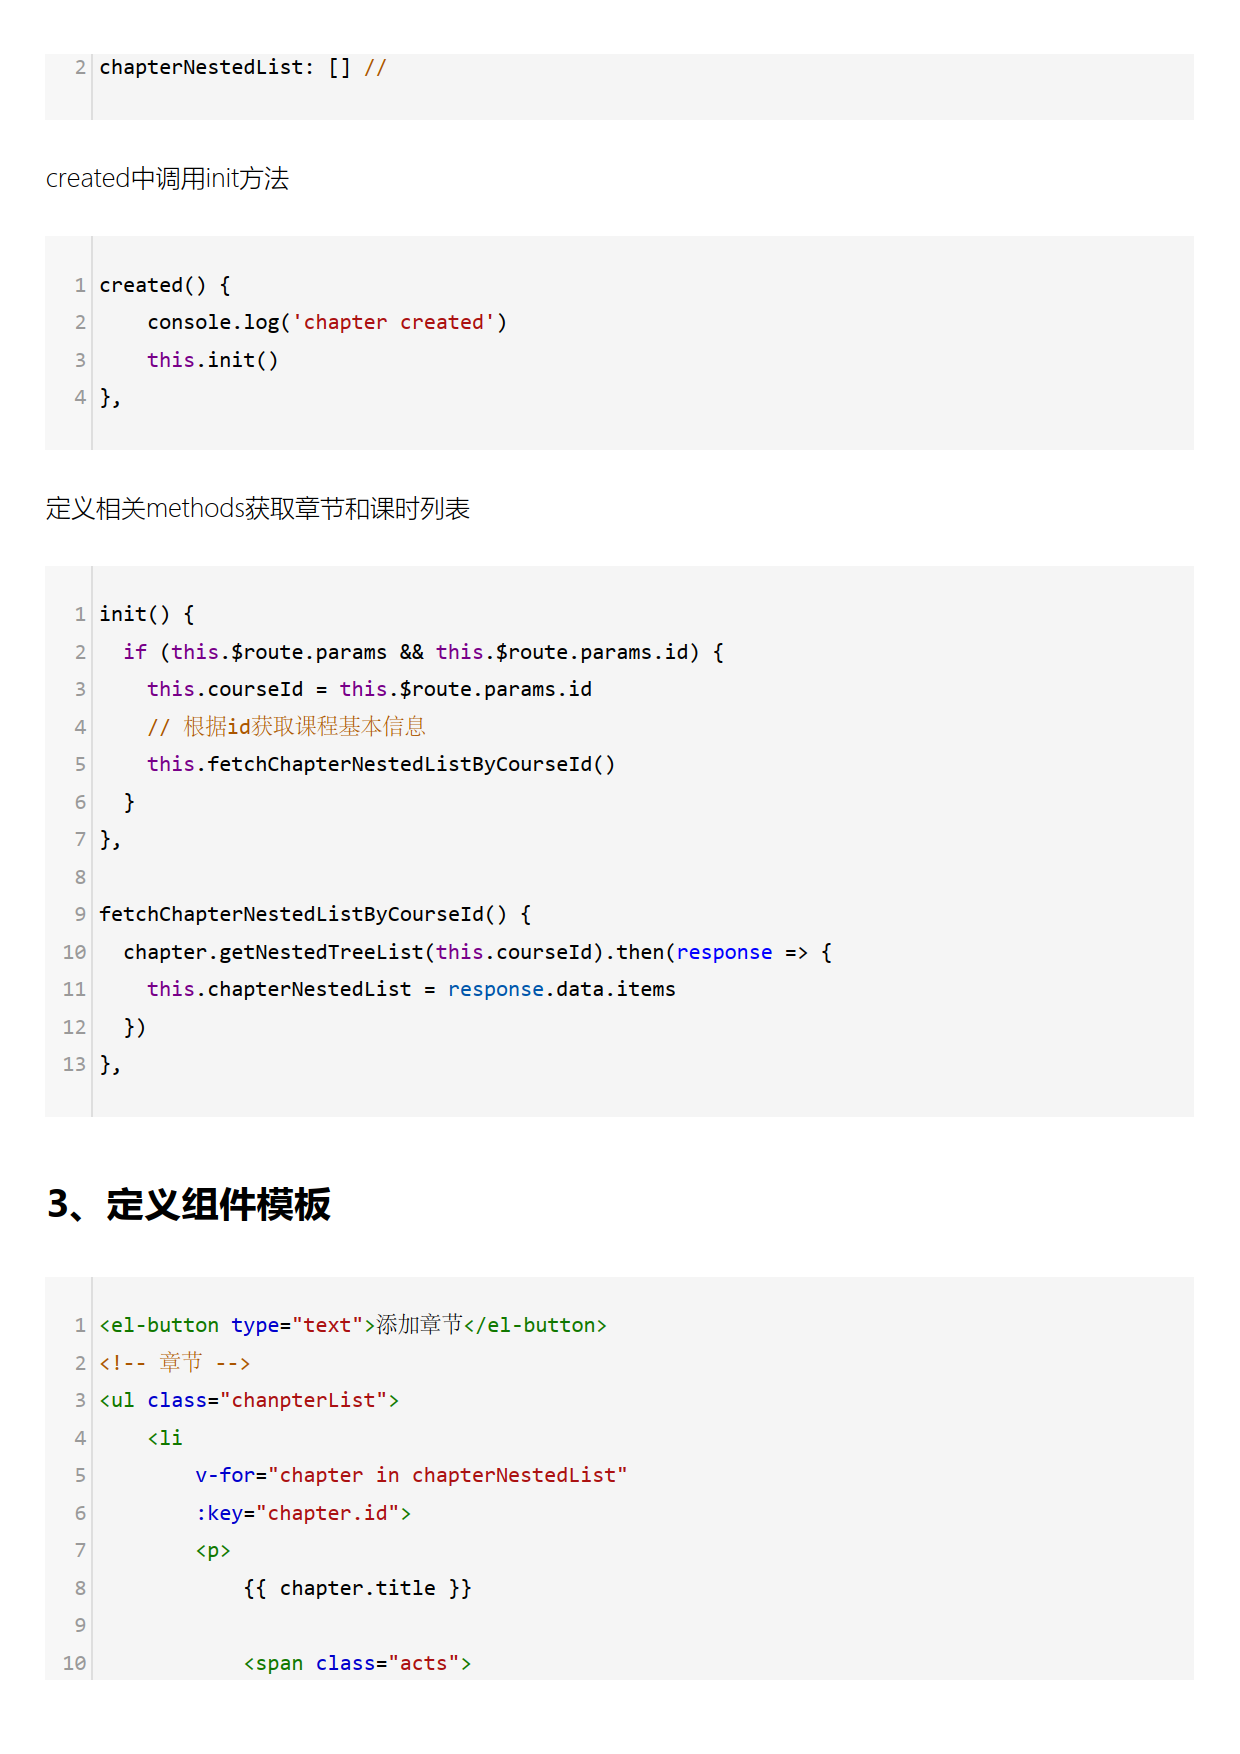 2 chapterNestedList: [] //
created中调用init方法
1 created() {
2     console.log('chapter created')
3     this.init()
4 },
定义相关methods获取章节和课时列表
1 init() {
2   if (this.$route.params && this.$route.params.id) {
3     this.courseId = this.$route.params.id
4     // 根据id获取课程基本信息
5     this.fetchChapterNestedListByCourseId()
6   }
7 },
8
9 fetchChapterNestedListByCourseId() {
10   chapter.getNestedTreeList(this.courseId).then(response => {
11     this.chapterNestedList = response.data.items
12   })
13 },
3、定义组件模板
1 <el-button type="text">添加章节</el-button>
2 <!-- 章节 -->
3 <ul class="chanpterList">
4     <li
5         v-for="chapter in chapterNestedList"
6         :key="chapter.id">
7         <p>
8             {{ chapter.title }}
9
10             <span class="acts">